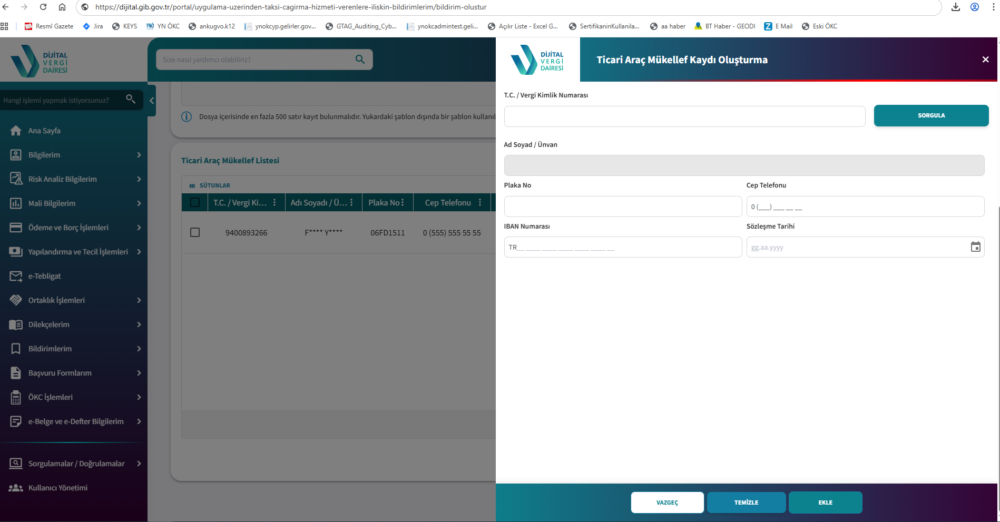 https://dijital.gib.gov.tr/portal/uygulama-uzerinden-taksi-cagirma-hizmeti-verenlere-iliskin-bildirimlerim/bildirim-olustur
Resmî Gazete
Jira
KEYS
YNÖ YN ÖKC
ankugvo.k12
ynokcyp.gelirler.gov...
GTAG_Auditing_Cyb...
ynokcadmintest.geli...
Açılır Liste - Excel G...
SertifikaninKullanila...
aa haber
BT Haber - GEODI
Z E Mail
Eski ÖKC
DİJİTAL
VERGİ
DAİRESİ
Size nasıl yardımcı olabiliriz?
Hangi işlemi yapmak istiyorsunuz?
Ana Sayfa
Bilgilerim
Risk Analiz Bilgilerim
Mali Bilgilerim
Ödeme ve Borç İşlemleri
Yapılandırma ve Tecil İşlemleri
e-Tebligat
Ortaklık İşlemleri
Dilekçelerim
Bildirimlerim
Başvuru Formlarım
ÖKC İşlemleri
e-Belge ve e-Defter Bilgilerim
Sorgulamalar / Doğrulamalar
Kullanıcı Yönetimi
Dosya içerisinde en fazla 500 satır kayıt bulunmalıdır. Yukardaki şablon dışında bir şablon kullanıl
Ticari Araç Mükellef Listesi
SÜTUNLAR
T.C. / Vergi Ki... Adı Soyadı / Ü... Plaka No Cep Telefonu
9400893266 F**** Y**** 06FD1511 0 (555) 555 55 55
DİJİTAL
VERGİ
DAİRESİ
Ticari Araç Mükellef Kaydı Oluşturma
T.C. / Vergi Kimlik Numarası
SORGULA
Ad Soyad / Ünvan
Plaka No
Cep Telefonu
0 (___) ___ __ __
IBAN Numarası
Sözleşme Tarihi
TR__ ____ ____ ____ ____ ____ __
gg.aa.yyyy
VAZGEÇ
TEMİZLE
EKLE